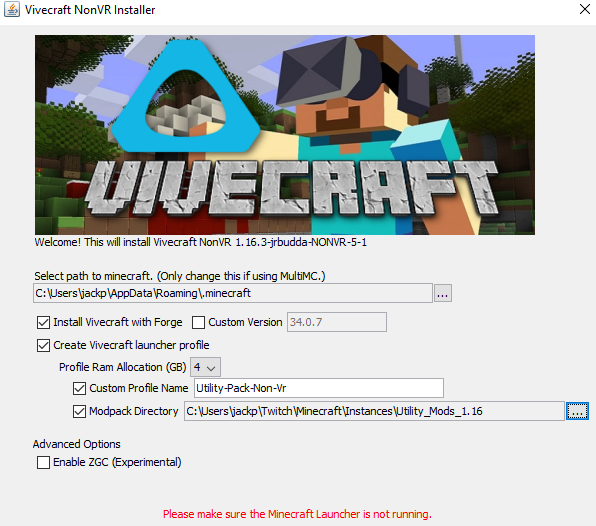 Vivecraft NonVR Installer
VIVECRAFT
Welcome! This will install Vivecraft NonVR 1.16.3-jrbudda-NONVR-5-1
Select path to minecraft. (Only change this if using MultiMC.)
C:\Users\jackp\AppData\Roaming\.minecraft ...
Install Vivecraft with Forge Custom Version 34.0.7
Create Vivecraft launcher profile
Profile Ram Allocation (GB) 4
Custom Profile Name Utility-Pack-Non-Vr
Modpack Directory C:\Users\jackp\Twitch\Minecraft\Instances\Utility_Mods_1.16 ...
Advanced Options
Enable ZGC (Experimental)
Please make sure the Minecraft Launcher is not running.